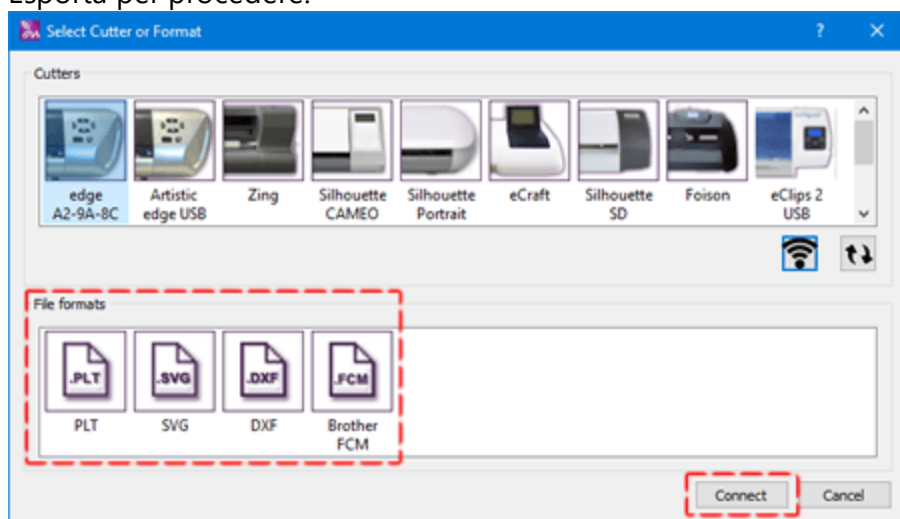 Esporta per procedere.
Select Cutter or Format
?
Cutters
edge
A2-9A-8C
Artistic
edge USB
Zing
Silhouette
CAMEO
Silhouette
Portrait
eCraft
Silhouette
SD
Foison
eClips 2
USB
File formats
.PLT
.SVG
.DXF
.FCM
PLT
SVG
DXF
Brother
FCM
Connect
Cancel